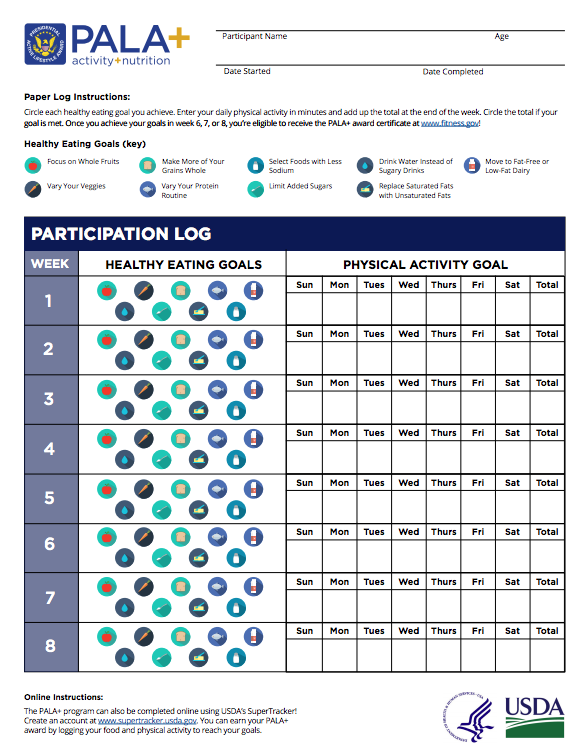 PRESIDENTIAL
ACTIVE LIFESTYLE AWARD
PALA+
activity+nutrition
Participant Name Age
Date Started Date Completed
Paper Log Instructions:
Circle each healthy eating goal you achieve. Enter your daily physical activity in minutes and add up the total at the end of the week. Circle the total if your
goal is met. Once you achieve your goals in week 6, 7, or 8, you're eligible to receive the PALA+ award certificate at www.fitness.gov!
Healthy Eating Goals (key)
Focus on Whole Fruits
Make More of Your
Grains Whole
Select Foods with Less
Sodium
Drink Water Instead of
Sugary Drinks
Move to Fat-Free or
Low-Fat Dairy
Vary Your Veggies
Vary Your Protein
Routine
Limit Added Sugars
Replace Saturated Fats
with Unsaturated Fats
PARTICIPATION LOG
WEEK HEALTHY EATING GOALS PHYSICAL ACTIVITY GOAL
Sun Mon Tues Wed Thurs Fri Sat Total
1
Sun Mon Tues Wed Thurs Fri Sat Total
2
Sun Mon Tues Wed Thurs Fri Sat Total
3
Sun Mon Tues Wed Thurs Fri Sat Total
4
Sun Mon Tues Wed Thurs Fri Sat Total
5
Sun Mon Tues Wed Thurs Fri Sat Total
6
Sun Mon Tues Wed Thurs Fri Sat Total
7
Sun Mon Tues Wed Thurs Fri Sat Total
8
Online Instructions:
The PALA+ program can also be completed online using USDA's SuperTracker!
Create an account at www.supertracker.usda.gov. You can earn your PALA+
award by logging your food and physical activity to reach your goals.
USDA